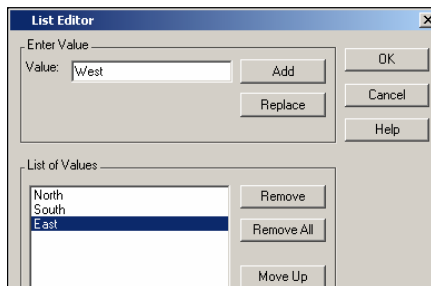 List Editor
Enter Value
Value: West
Add
Replace
OK
Cancel
Help
List of Values
North
South
East
Remove
Remove All
Move Up